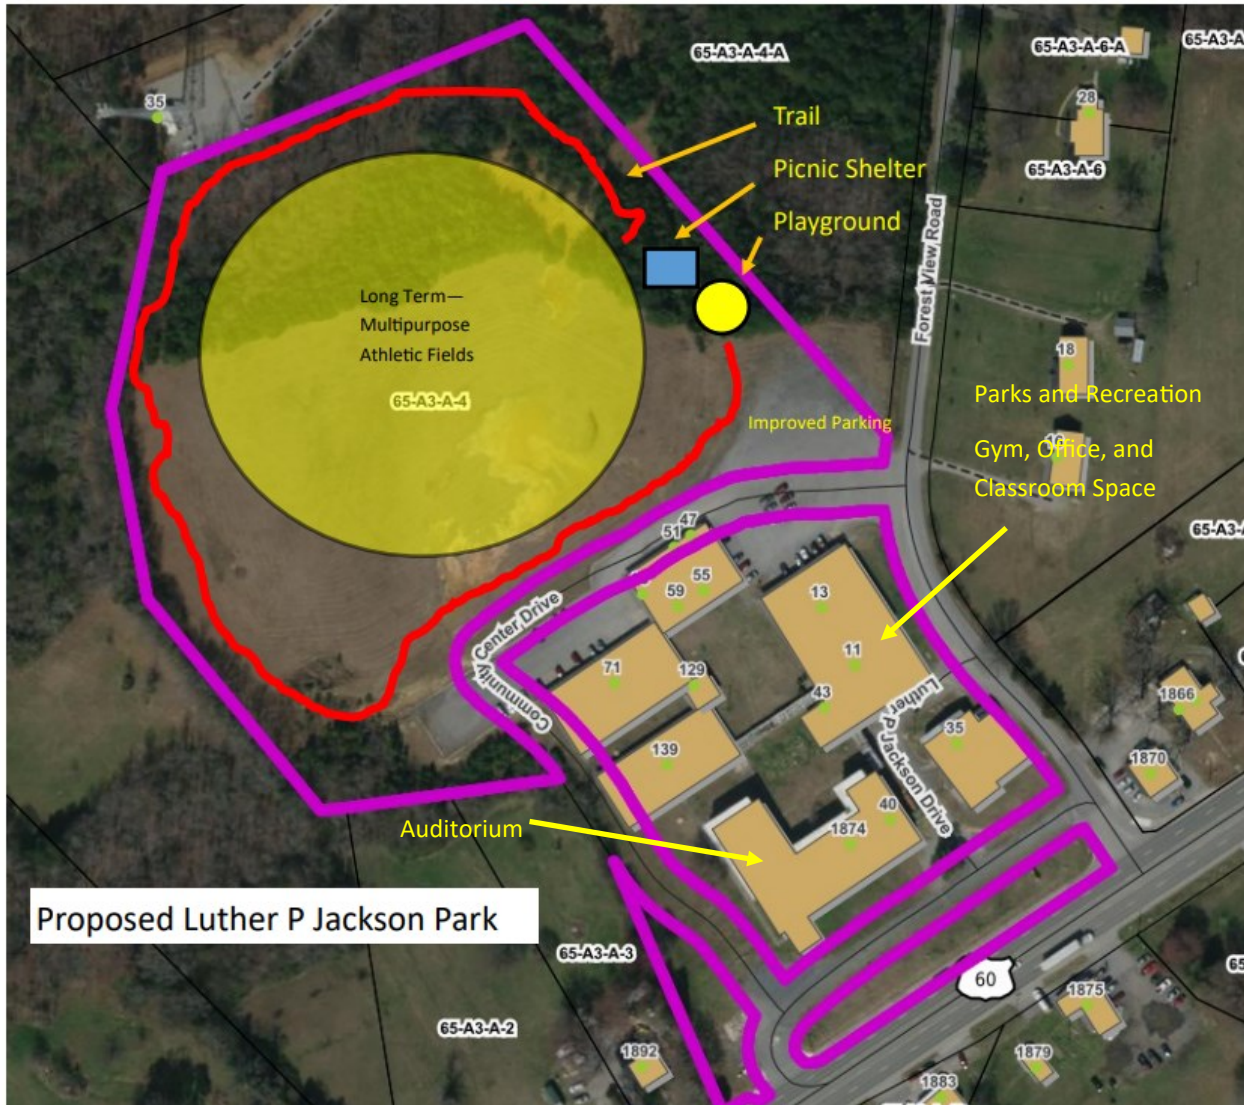 65-A3-A-4-A
65-A3-A-6-A
65-A3-A
35
28
Trail
Picnic Shelter
65-A3-A-6
Playground
Forest View Road
Long Term—
Multipurpose
Athletic Fields
18
65-A3-A-4
Parks and Recreation
Improved Parking
Gym, Office, and
Classroom Space
47
51
65-A3-A
55
59
13
Community Center Drive
11
71
129
43
Luther P Jackson Drive
1866
35
139
1870
40
Auditorium
1874
Proposed Luther P Jackson Park
65-A3-A-3
60
1875
65-A3-A-2
1892
1879
1883